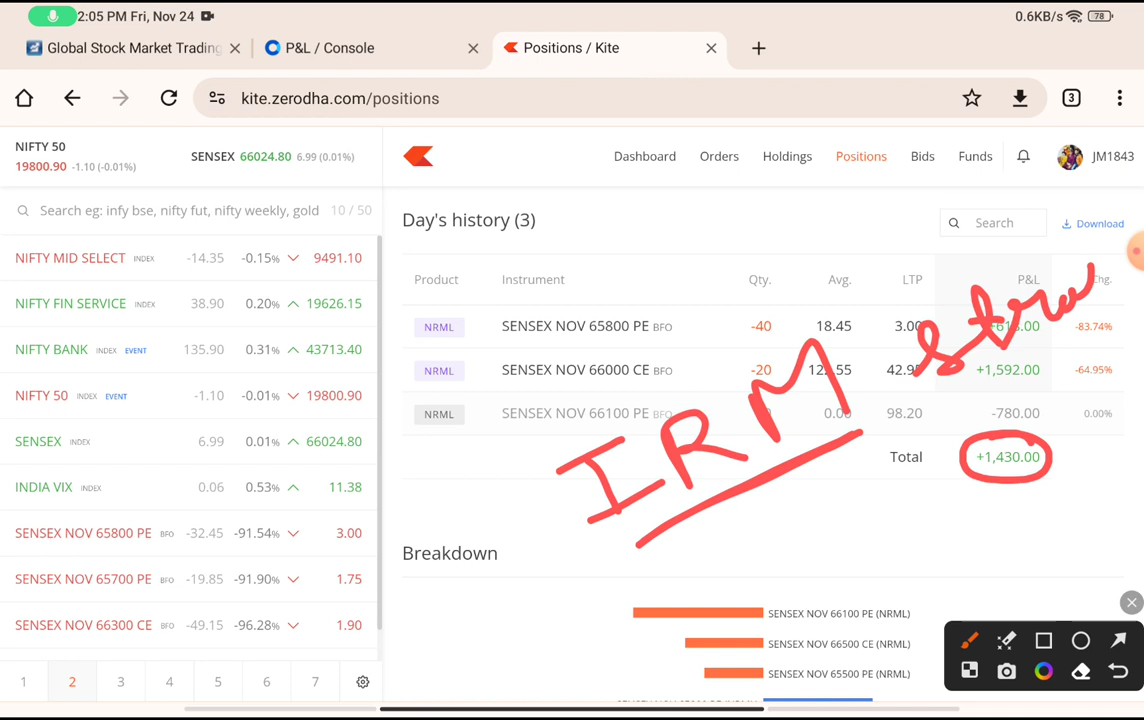 2:05 PM Fri, Nov 24
0.6KB/s
78
Global Stock Market Trading
P&L / Console
Positions / Kite
kite.zerodha.com/positions
3
NIFTY 50
19800.90 -1.10 (-0.01%)
SENSEX 66024.80 6.99 (0.01%)
Dashboard Orders Holdings Positions Bids Funds JM1843
Search eg: infy bse, nifty fut, nifty weekly, gold 10 / 50
NIFTY MID SELECT INDEX -14.35 -0.15% 9491.10
NIFTY FIN SERVICE INDEX 38.90 0.20% 19626.15
NIFTY BANK INDEX EVENT 135.90 0.31% 43713.40
NIFTY 50 INDEX EVENT -1.10 -0.01% 19800.90
SENSEX INDEX 6.99 0.01% 66024.80
INDIA VIX INDEX 0.06 0.53% 11.38
SENSEX NOV 65800 PE BFO -32.45 -91.54% 3.00
SENSEX NOV 65700 PE BFO -19.85 -91.90% 1.75
SENSEX NOV 66300 CE BFO -49.15 -96.28% 1.90
1 2 3 4 5 6 7
Day's history (3)
Search
Download
Product Instrument Qty. Avg. LTP P&L Chg.
NRML SENSEX NOV 65800 PE BFO -40 18.45 3.00 -83.74%
NRML SENSEX NOV 66000 CE BFO -20 42.95 +1,592.00 -64.95%
NRML SENSEX NOV 66100 PE BFO 0.00 98.20 -780.00 0.00%
Total +1,430.00
IRM
Breakdown
SENSEX NOV 66100 PE (NRML)
SENSEX NOV 66500 CE (NRML)
SENSEX NOV 65500 PE (NRML)